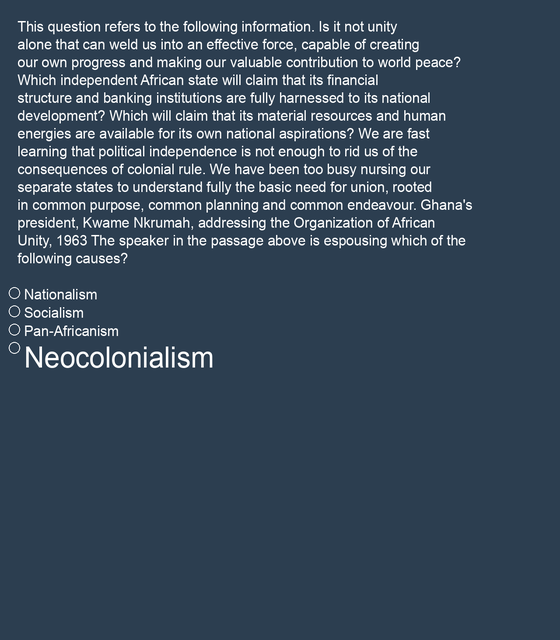 This question refers to the following information. Is it not unity
alone that can weld us into an effective force, capable of creating
our own progress and making our valuable contribution to world peace?
Which independent African state will claim that its financial
structure and banking institutions are fully harnessed to its national
development? Which will claim that its material resources and human
energies are available for its own national aspirations? We are fast
learning that political independence is not enough to rid us of the
consequences of colonial rule. We have been too busy nursing our
separate states to understand fully the basic need for union, rooted
in common purpose, common planning and common endeavour. Ghana's
president, Kwame Nkrumah, addressing the Organization of African
Unity, 1963 The speaker in the passage above is espousing which of the
following causes?
Nationalism
Socialism
Pan-Africanism
Neocolonialism